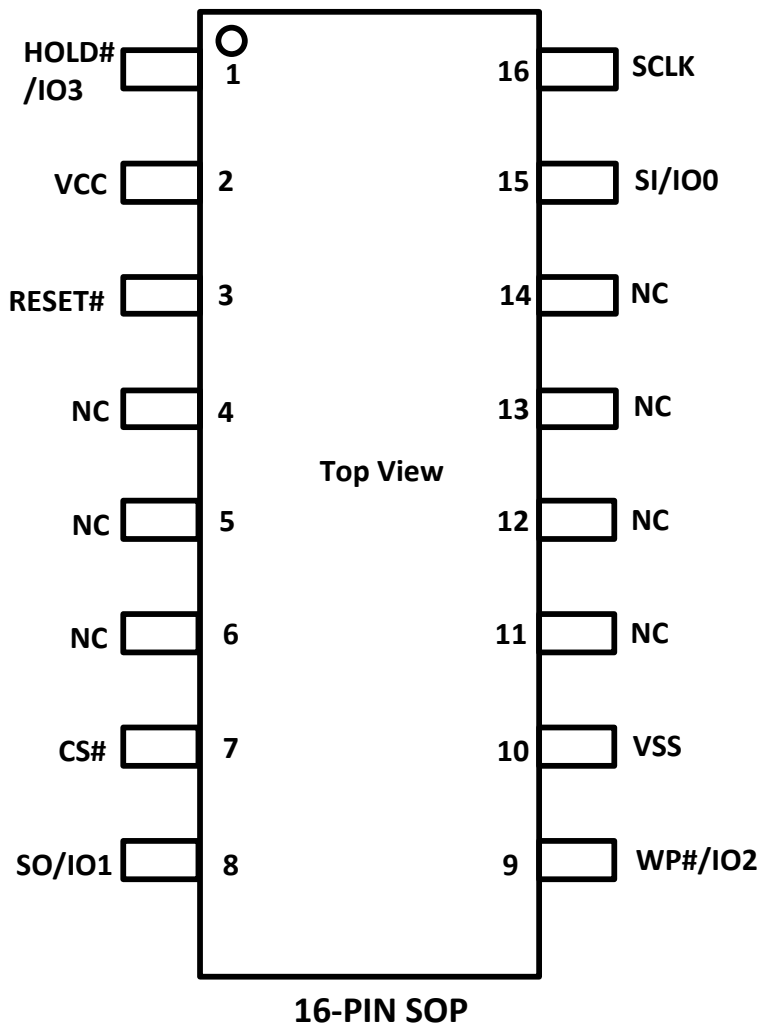 HOLD#
/IO3
1
16
SCLK
VCC
2
15
SI/IO0
RESET#
3
14
NC
NC
4
13
NC
Top View
NC
5
12
NC
NC
6
11
NC
CS#
7
10
VSS
SO/IO1
8
9
WP#/IO2
16-PIN SOP